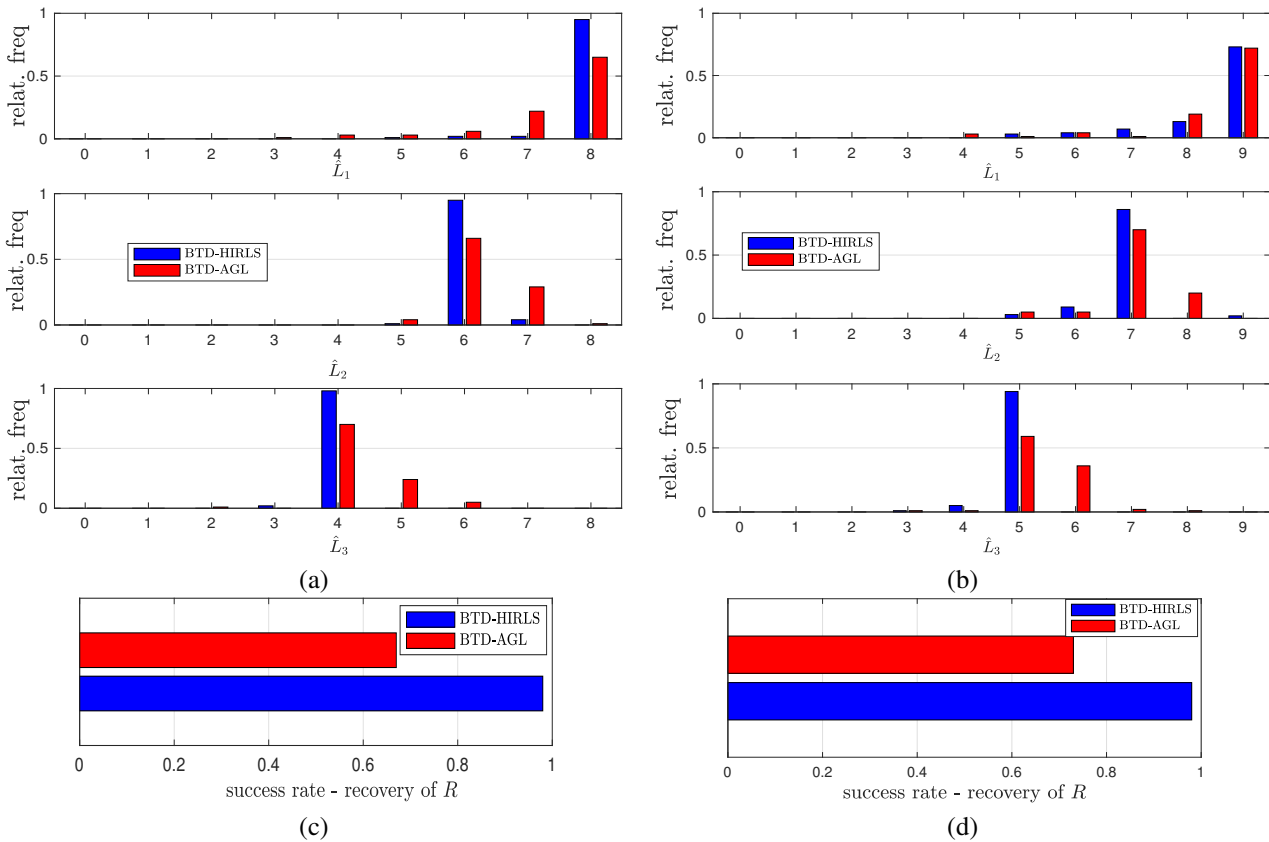 1
0.5
0
relat. freq
0 1 2 3 4 5 6 7 8
L̂1
1
0.5
0
relat. freq
BTD-HIRLS
BTD-AGL
0 1 2 3 4 5 6 7 8
L̂2
1
0.5
0
relat. freq
0 1 2 3 4 5 6 7 8
L̂3
(a)
1
0.5
0
relat. freq
0 1 2 3 4 5 6 7 8 9
L̂1
1
0.5
0
relat. freq
BTD-HIRLS
BTD-AGL
0 1 2 3 4 5 6 7 8 9
L̂2
1
0.5
0
relat. freq
0 1 2 3 4 5 6 7 8 9
L̂3
(b)
BTD-HIRLS
BTD-AGL
0 0.2 0.4 0.6 0.8 1
success rate - recovery of R
(c)
BTD-HIRLS
BTD-AGL
0 0.2 0.4 0.6 0.8 1
success rate - recovery of R
(d)